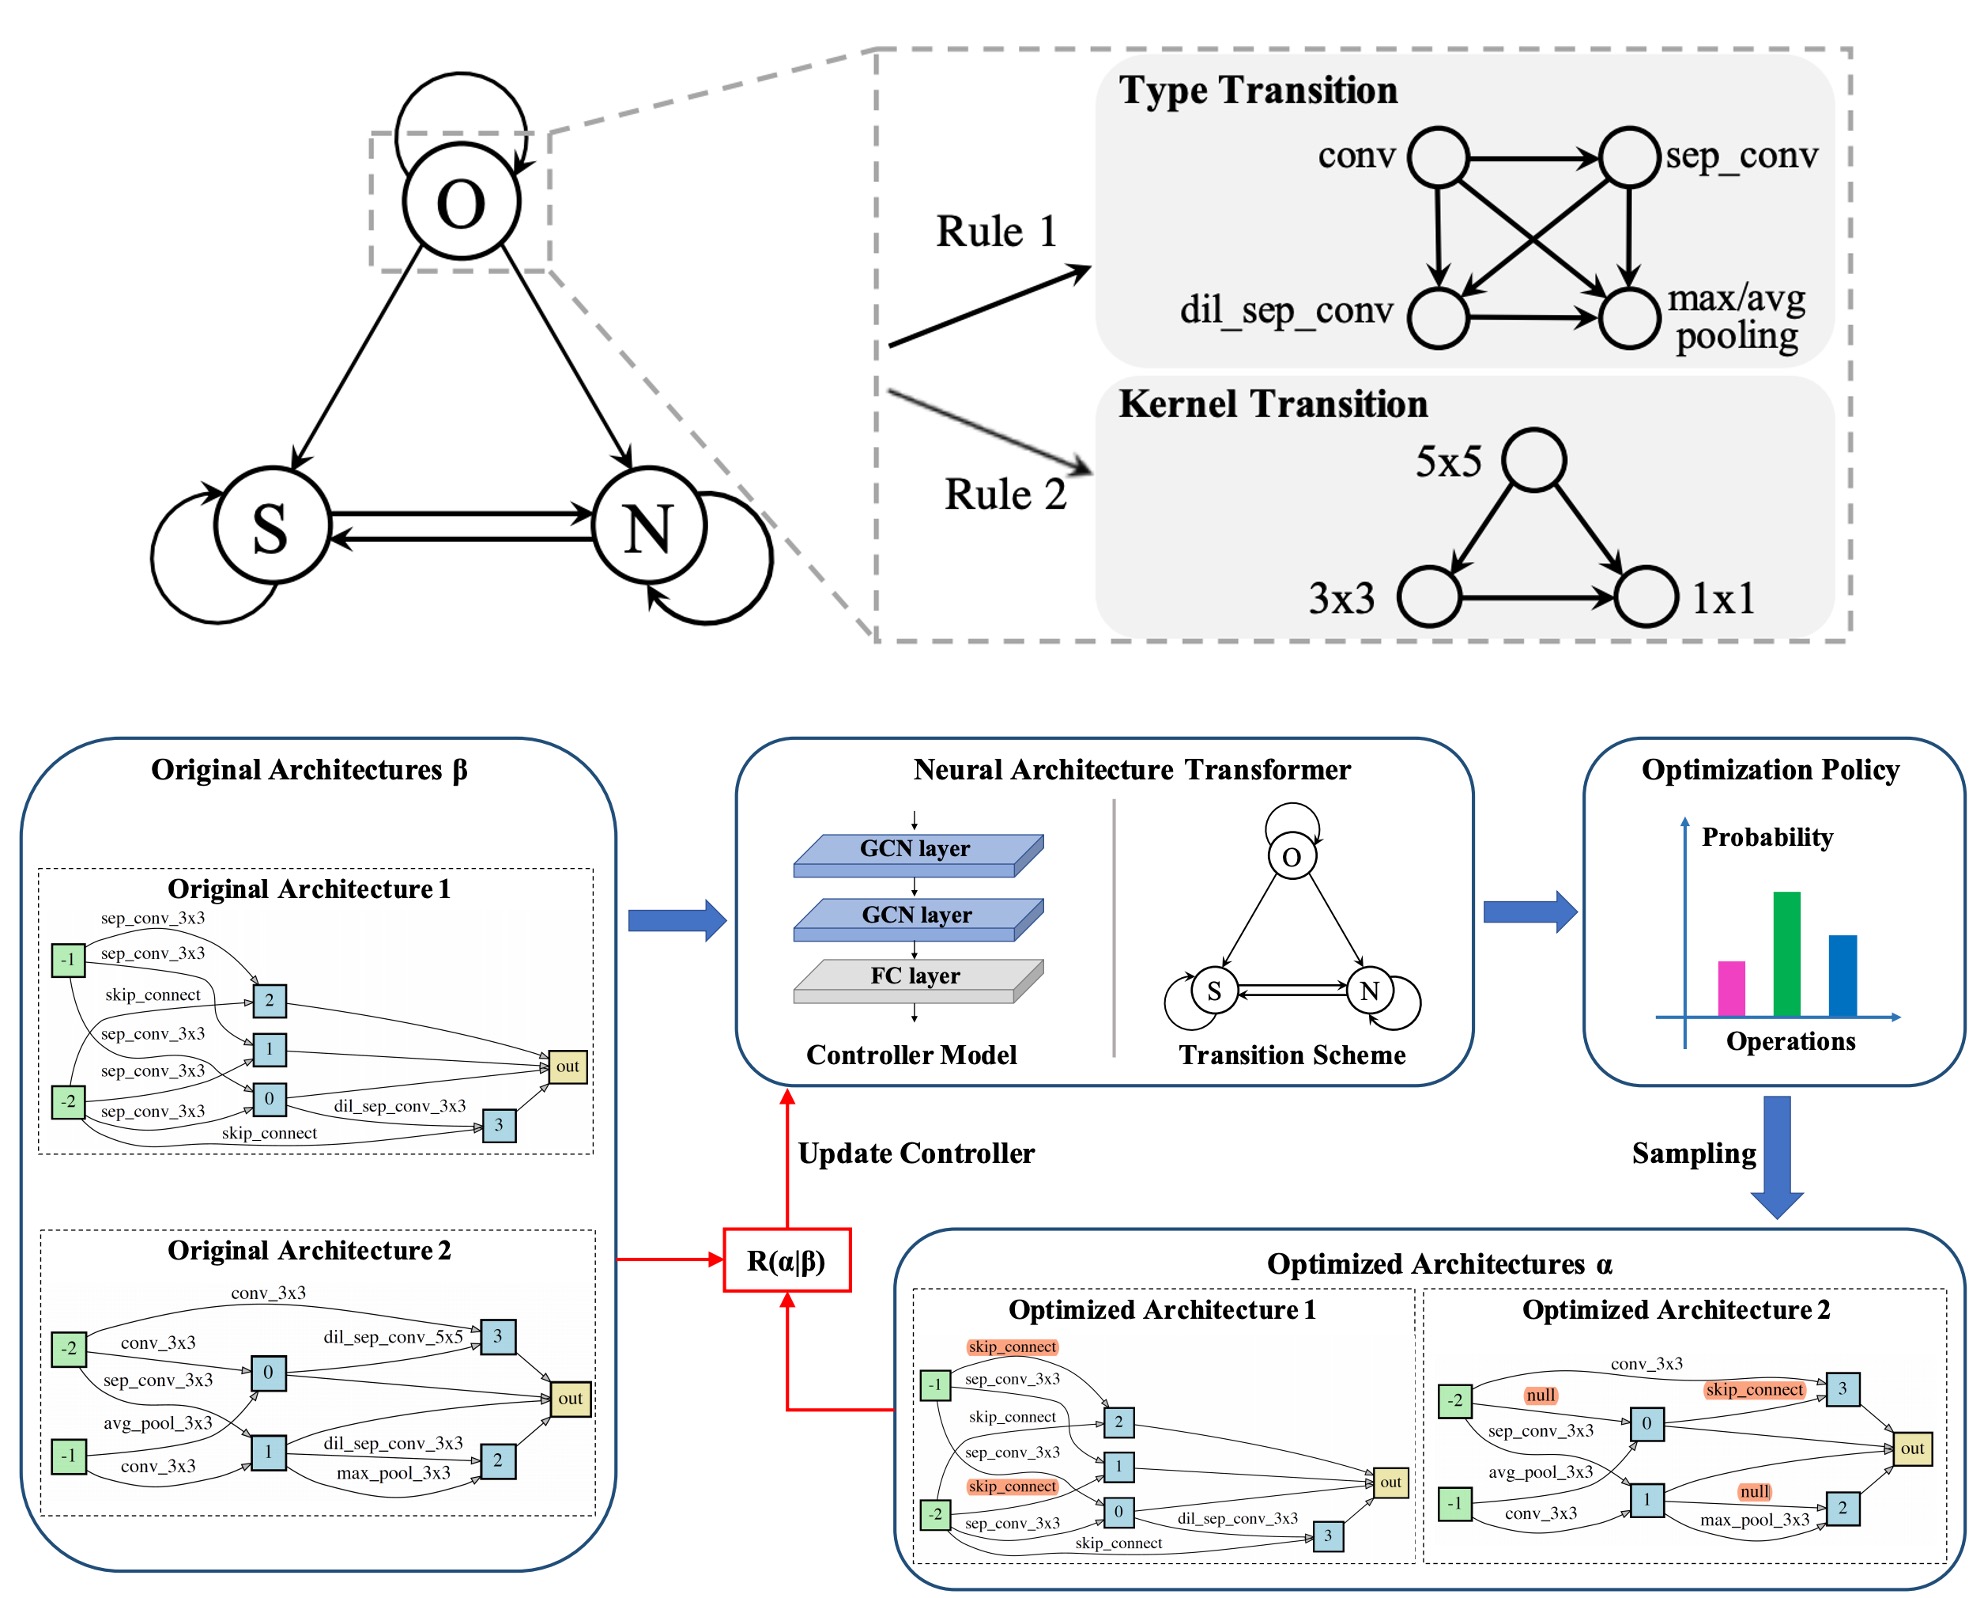 O
S
N
Rule 1
Rule 2
Type Transition
conv
sep_conv
dil_sep_conv
max/avg
pooling
Kernel Transition
5x5
3x3
1x1
Original Architectures β
Original Architecture 1
sep_conv_3x3
-1
sep_conv_3x3
skip_connect
2
sep_conv_3x3
1
sep_conv_3x3
out
-2
sep_conv_3x3
0
dil_sep_conv_3x3
3
skip_connect
Original Architecture 2
conv_3x3
-2
conv_3x3
dil_sep_conv_5x5
3
0
sep_conv_3x3
out
avg_pool_3x3
-1
conv_3x3
1
dil_sep_conv_3x3
2
max_pool_3x3
Neural Architecture Transformer
GCN layer
GCN layer
FC layer
Controller Model
O
S
N
Transition Scheme
Optimization Policy
Probability
Operations
Update Controller
Sampling
R(α|β)
Optimized Architectures α
Optimized Architecture 1
skip_connect
-1
sep_conv_3x3
skip_connect
2
sep_conv_3x3
1
skip_connect
out
-2
sep_conv_3x3
0
dil_sep_conv_3x3
3
skip_connect
Optimized Architecture 2
conv_3x3
-2
null
skip_connect
3
0
sep_conv_3x3
out
avg_pool_3x3
-1
conv_3x3
1
null
2
max_pool_3x3